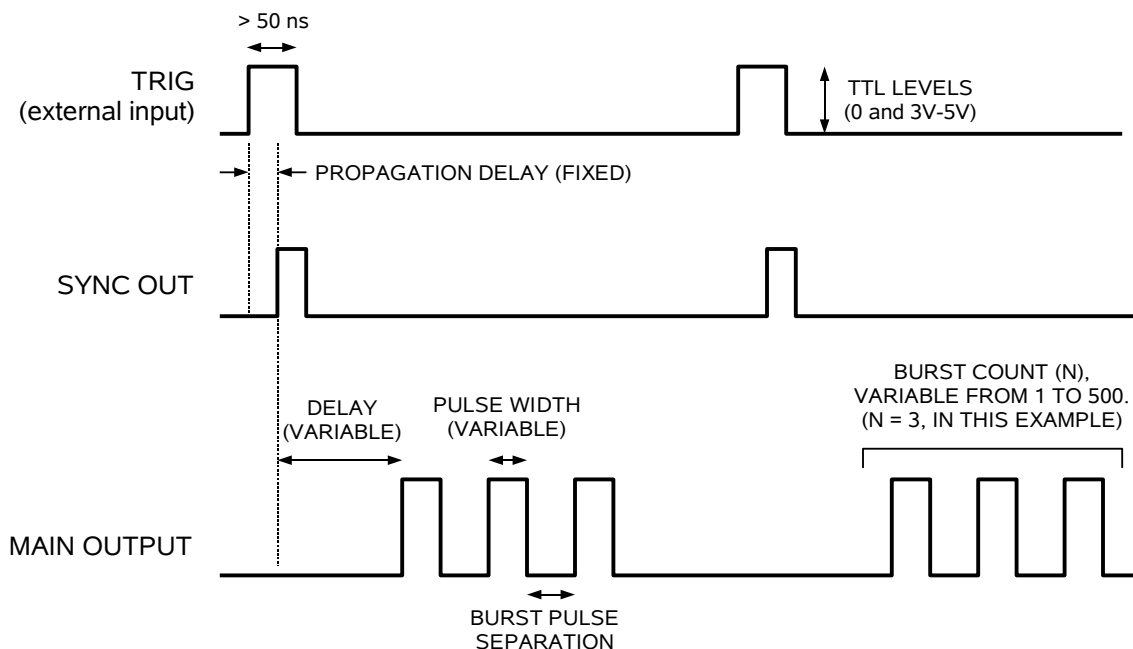 > 50 ns
TRIG
(external input)
TTL LEVELS
(0 and 3V-5V)
PROPAGATION DELAY (FIXED)
SYNC OUT
BURST COUNT (N),
VARIABLE FROM 1 TO 500.
(N = 3, IN THIS EXAMPLE)
DELAY
(VARIABLE)
PULSE WIDTH
(VARIABLE)
MAIN OUTPUT
BURST PULSE
SEPARATION